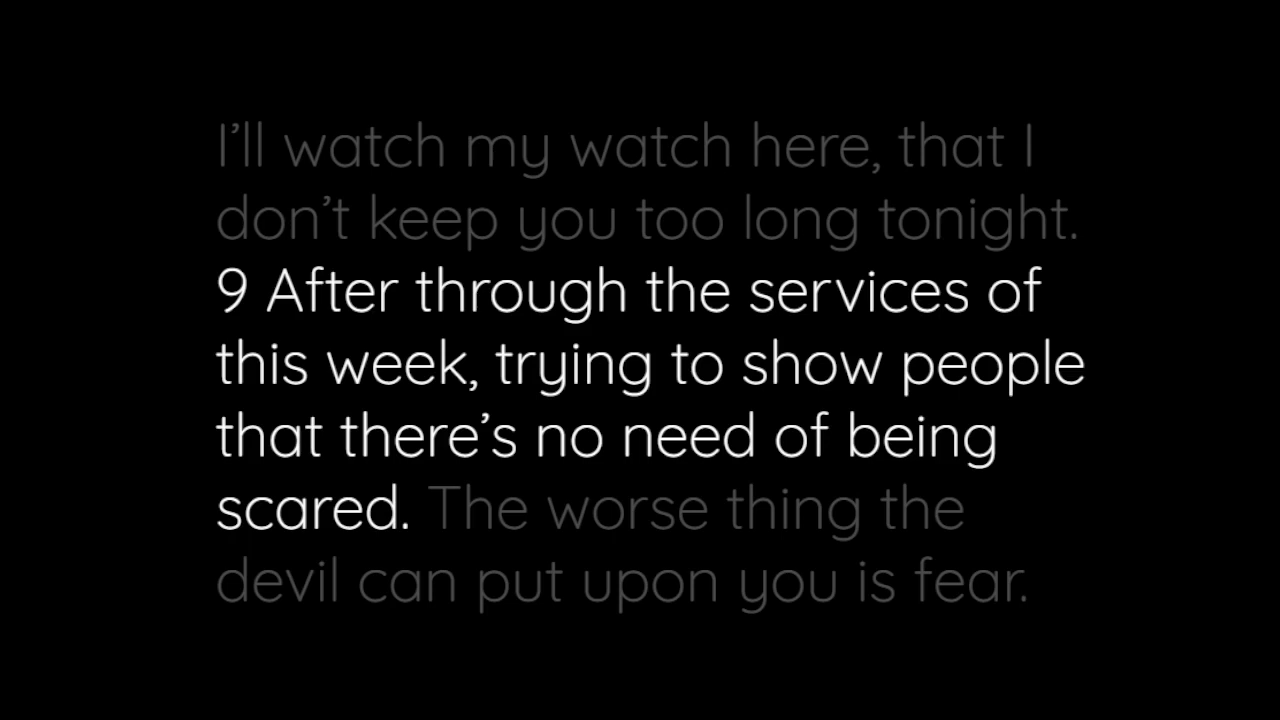 I’ll watch my watch here, that I
don’t keep you too long tonight.
9 After through the services of
this week, trying to show people
that there’s no need of being
scared. The worse thing the
devil can put upon you is fear.